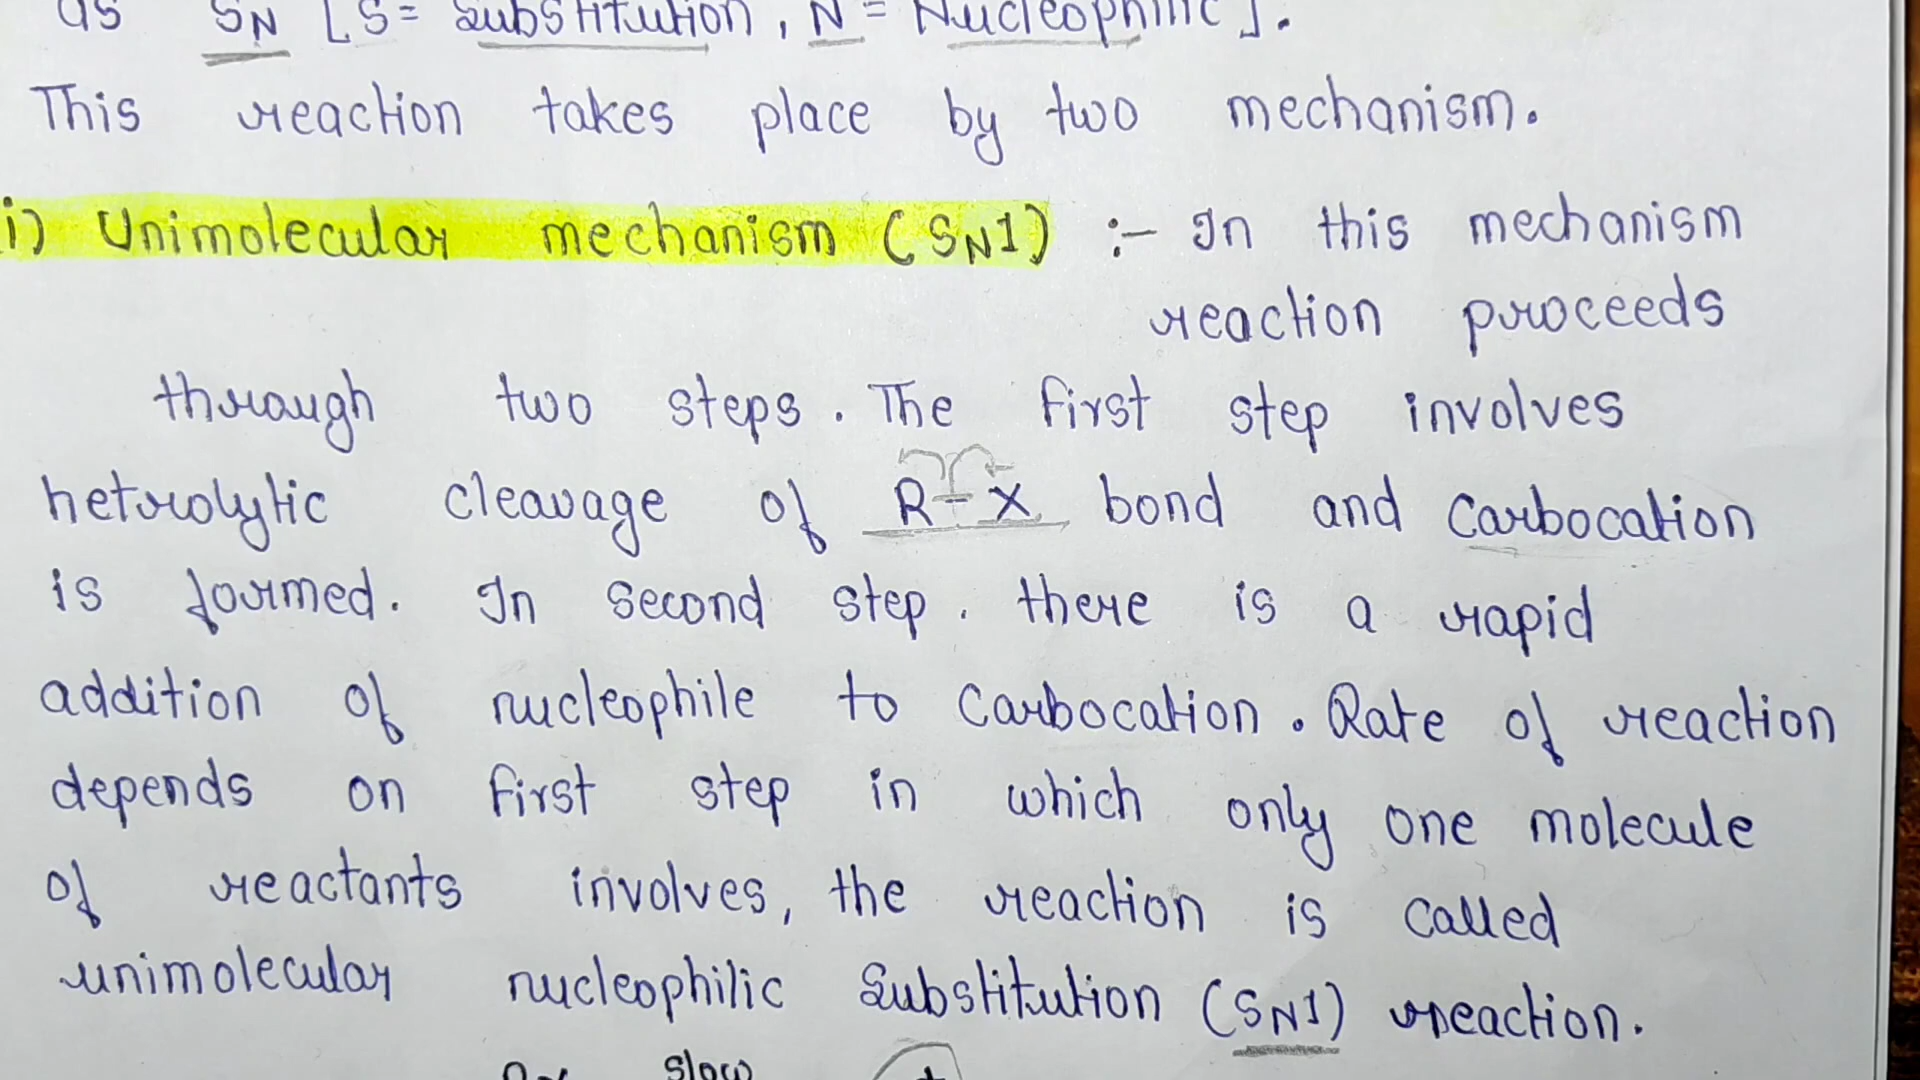 as SN [S = Substitution, N = Nucleophilic].
This reaction takes place by two mechanism.
i) Unimolecular mechanism (SN1) :- In this mechanism
reaction proceeds
through two steps. The first step involves
hetrolytic cleavage of R-X bond and Carbocation
is formed. In second step. there is a rapid
addition of nucleophile to Carbocation. Rate of reaction
depends on first step in which only one molecule
of reactants involves, the reaction is called
unimolecular nucleophilic Substitution (SN1) reaction.
slow
+